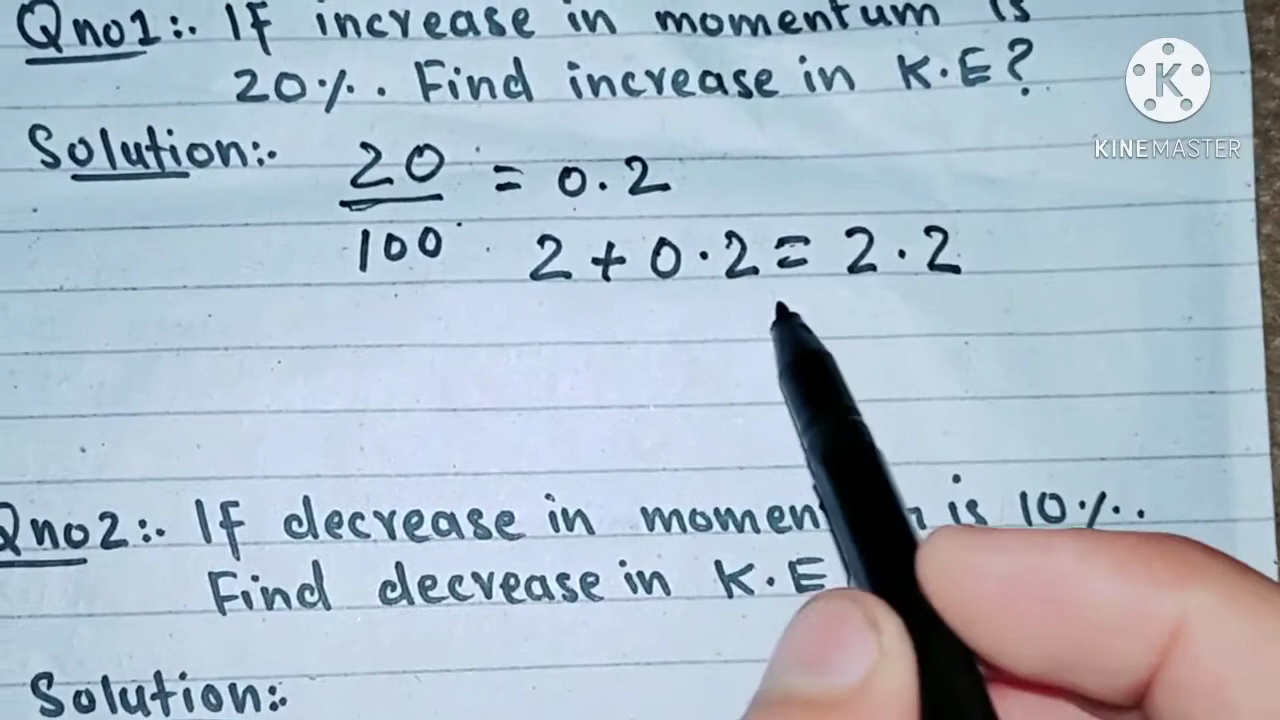 Qno1:. If increase in momentum is
20%. Find increase in K.E?
Solution:. 20/100 = 0.2
2 + 0.2 = 2.2
Qno2:. If decrease in is 10%.
Find decrease in K.E
Solution:.
K
KINEMASTER